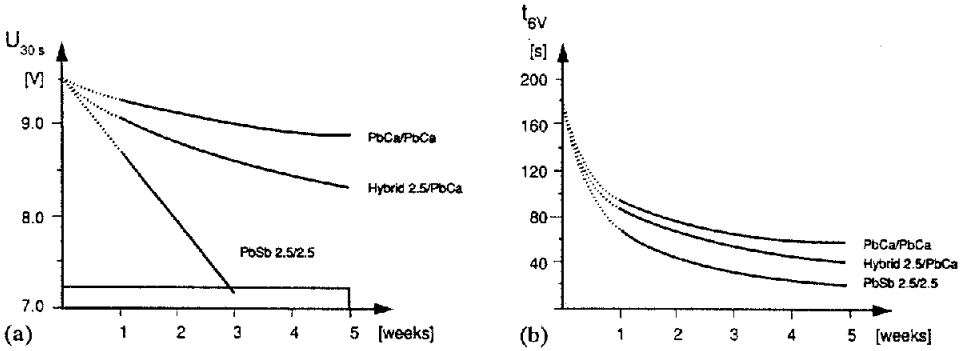 U30 s
[V]
9.0
8.0
7.0
PbCa/PbCa
Hybrid 2.5/PbCa
PbSb 2.5/2.5
1 2 3 4 5 [weeks]
(a)
t6V
[s]
200
160
120
80
40
PbCa/PbCa
Hybrid 2.5/PbCa
PbSb 2.5/2.5
1 2 3 4 5 [weeks]
(b)